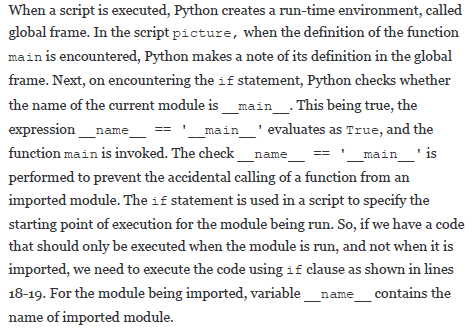 When a script is executed, Python creates a run-time environment, called
global frame. In the script picture, when the definition of the function
main is encountered, Python makes a note of its definition in the global
frame. Next, on encountering the if statement, Python checks whether
the name of the current module is __main__. This being true, the
expression __name__ == '__main__' evaluates as True, and the
function main is invoked. The check __name__ == '__main__' is
performed to prevent the accidental calling of a function from an
imported module. The if statement is used in a script to specify the
starting point of execution for the module being run. So, if we have a code
that should only be executed when the module is run, and not when it is
imported, we need to execute the code using if clause as shown in lines
18-19. For the module being imported, variable __name__ contains the
name of imported module.